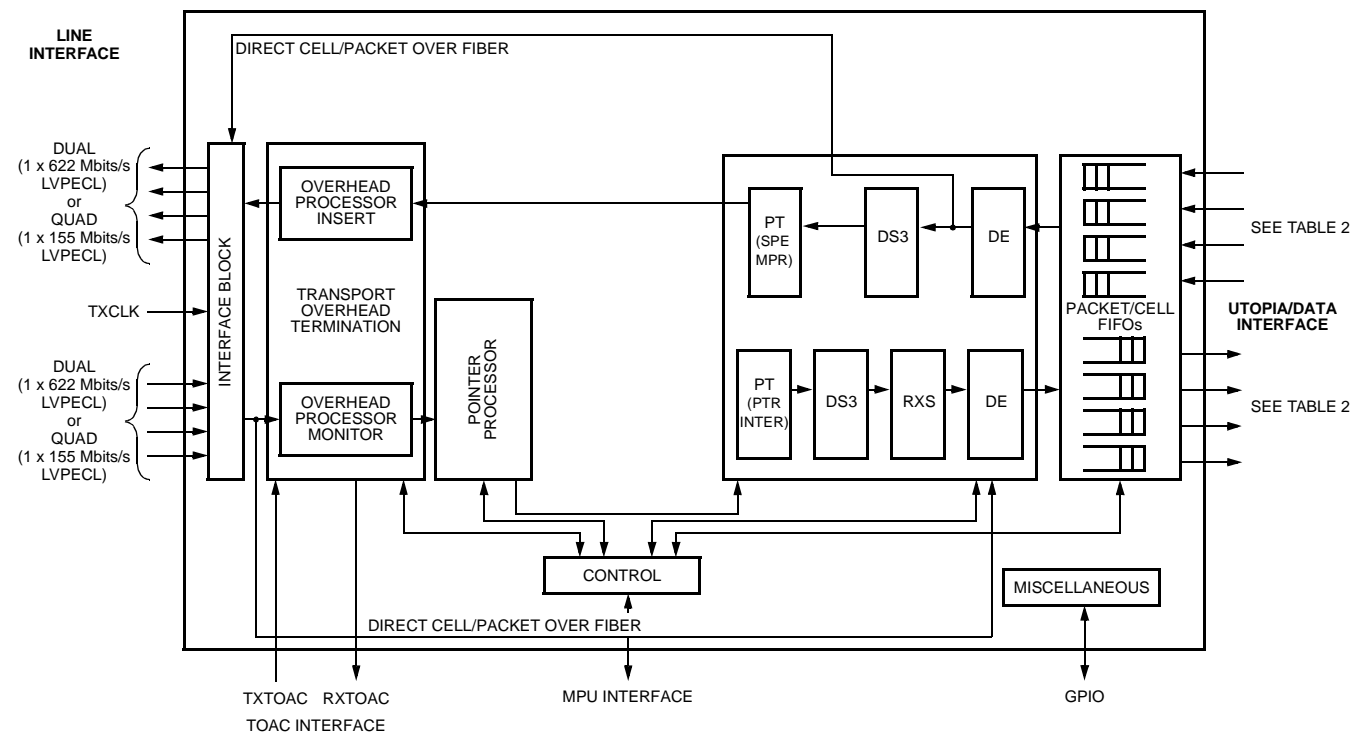 LINE
INTERFACE
DIRECT CELL/PACKET OVER FIBER
DUAL
(1 x 622 Mbits/s
LVPECL)
or
QUAD
(1 x 155 Mbits/s
LVPECL)
TXCLK
DUAL
(1 x 622 Mbits/s
LVPECL)
or
QUAD
(1 x 155 Mbits/s
LVPECL)
INTERFACE BLOCK
OVERHEAD
PROCESSOR
INSERT
TRANSPORT
OVERHEAD
TERMINATION
OVERHEAD
PROCESSOR
MONITOR
POINTER
PROCESSOR
PT
(SPE
MPR)
DS3
DE
PT
(PTR
INTER)
DS3
RXS
DE
PACKET/CELL
FIFOs
SEE TABLE 2
UTOPIA/DATA
INTERFACE
SEE TABLE 2
CONTROL
MISCELLANEOUS
DIRECT CELL/PACKET OVER FIBER
TXTOAC RXTOAC
TOAC INTERFACE
MPU INTERFACE
GPIO